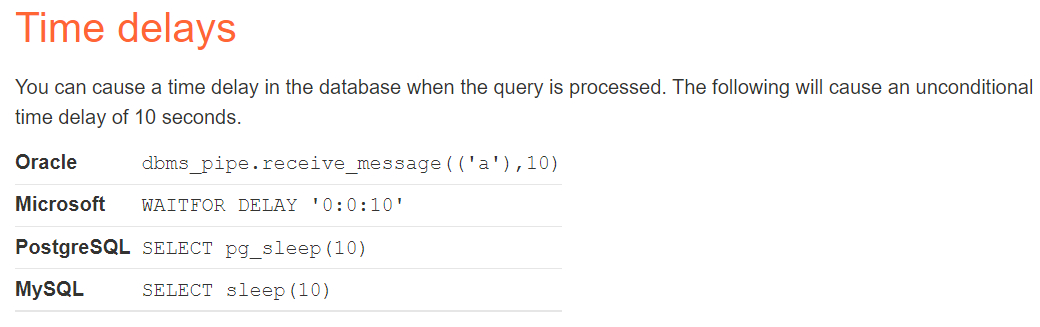 Time delays
You can cause a time delay in the database when the query is processed. The following will cause an unconditional
time delay of 10 seconds.
Oracle dbms_pipe.receive_message(('a'),10)
Microsoft WAITFOR DELAY '0:0:10'
PostgreSQL SELECT pg_sleep(10)
MySQL SELECT sleep(10)